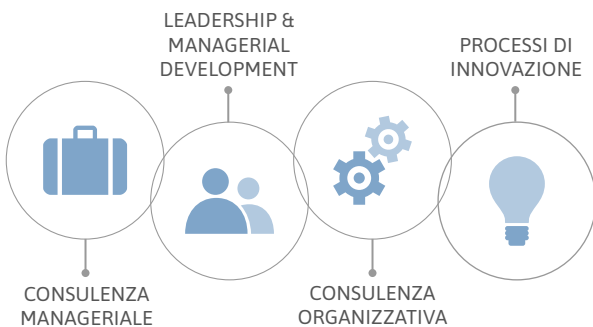 LEADERSHIP &
MANAGERIAL
DEVELOPMENT
PROCESSI DI
INNOVAZIONE
CONSULENZA
MANAGERIALE
CONSULENZA
ORGANIZZATIVA